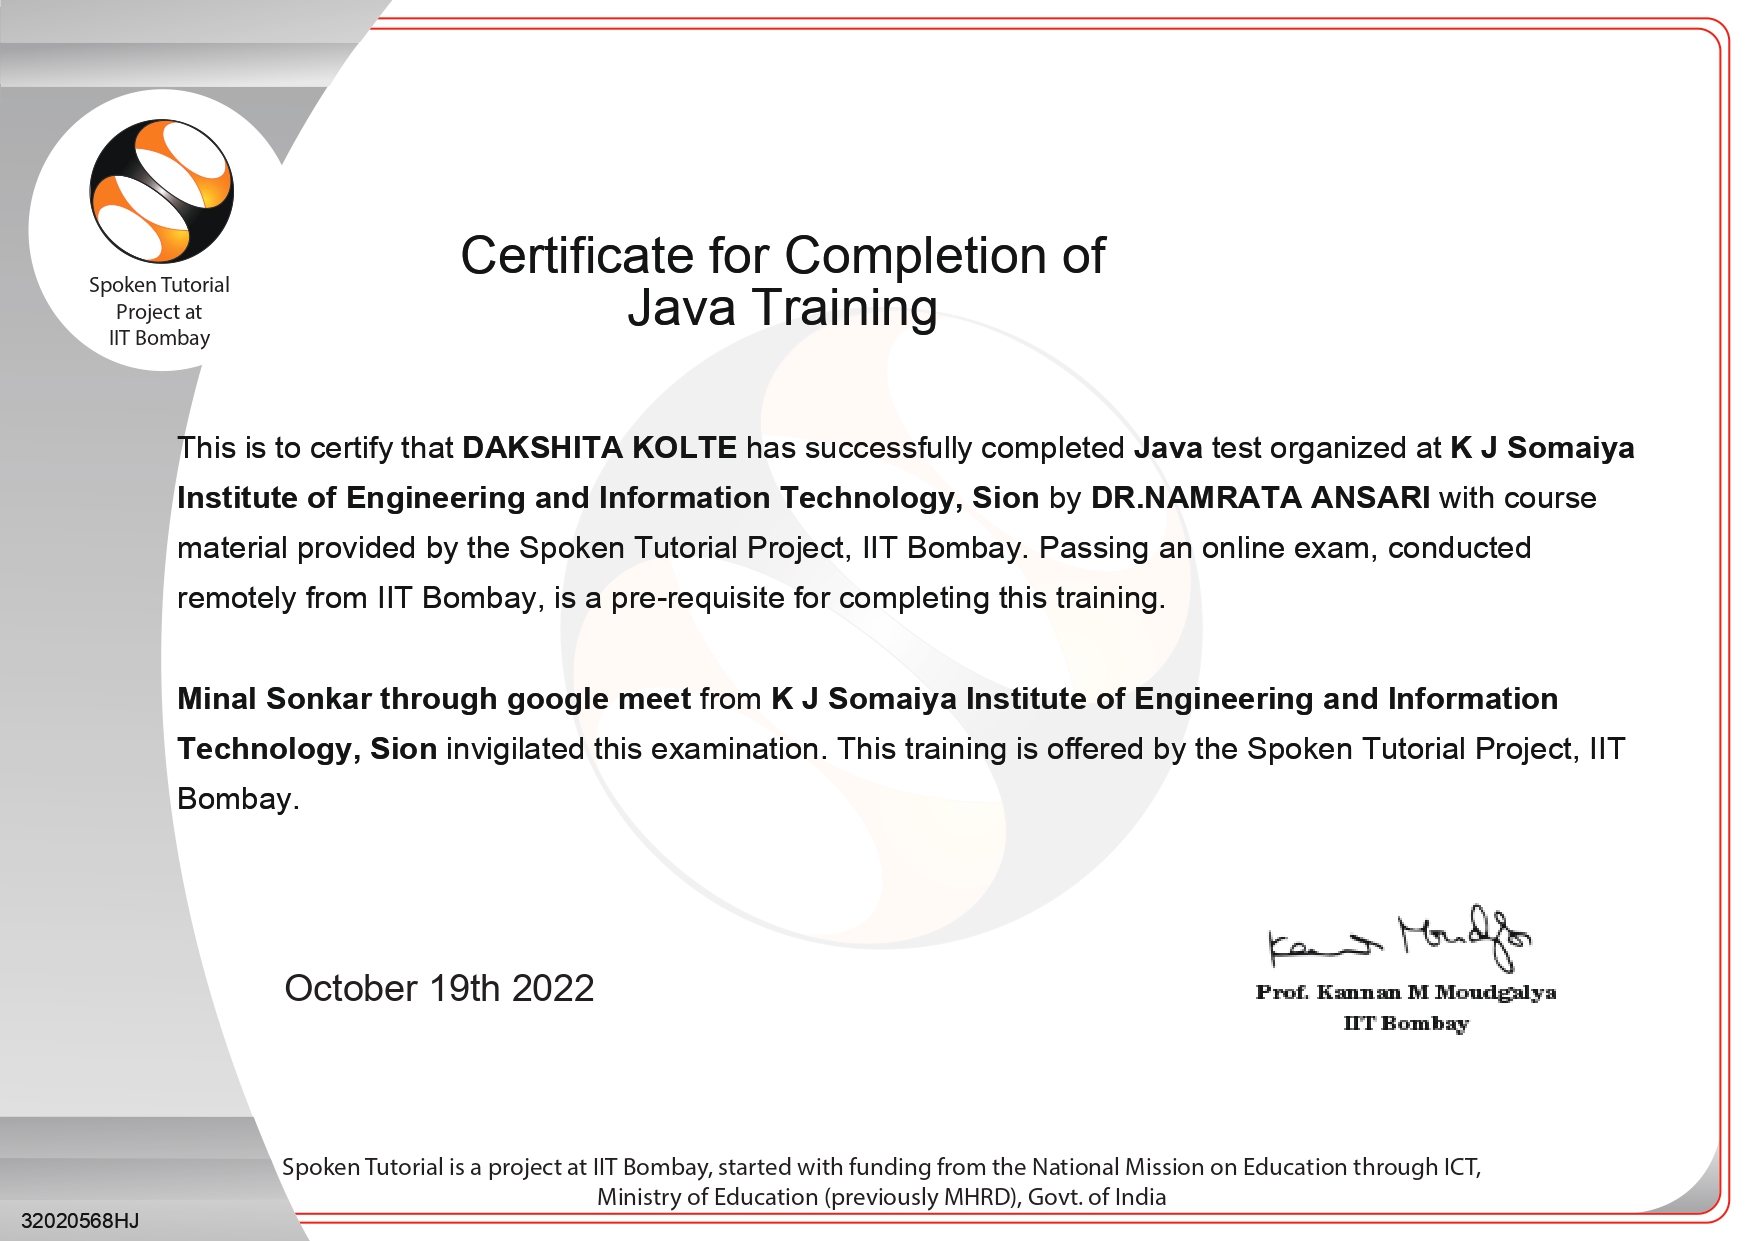 Spoken Tutorial
Project at
IIT Bombay
Certificate for Completion of
Java Training
This is to certify that DAKSHITA KOLTE has successfully completed Java test organized at K J Somaiya
Institute of Engineering and Information Technology, Sion by DR.NAMRATA ANSARI with course
material provided by the Spoken Tutorial Project, IIT Bombay. Passing an online exam, conducted
remotely from IIT Bombay, is a pre-requisite for completing this training.
Minal Sonkar through google meet from K J Somaiya Institute of Engineering and Information
Technology, Sion invigilated this examination. This training is offered by the Spoken Tutorial Project, IIT
Bombay.
October 19th 2022
Kannan Moudgalya
Prof. Kannan M Moudgalya
IIT Bombay
Spoken Tutorial is a project at IIT Bombay, started with funding from the National Mission on Education through ICT,
Ministry of Education (previously MHRD), Govt. of India
32020568HJ